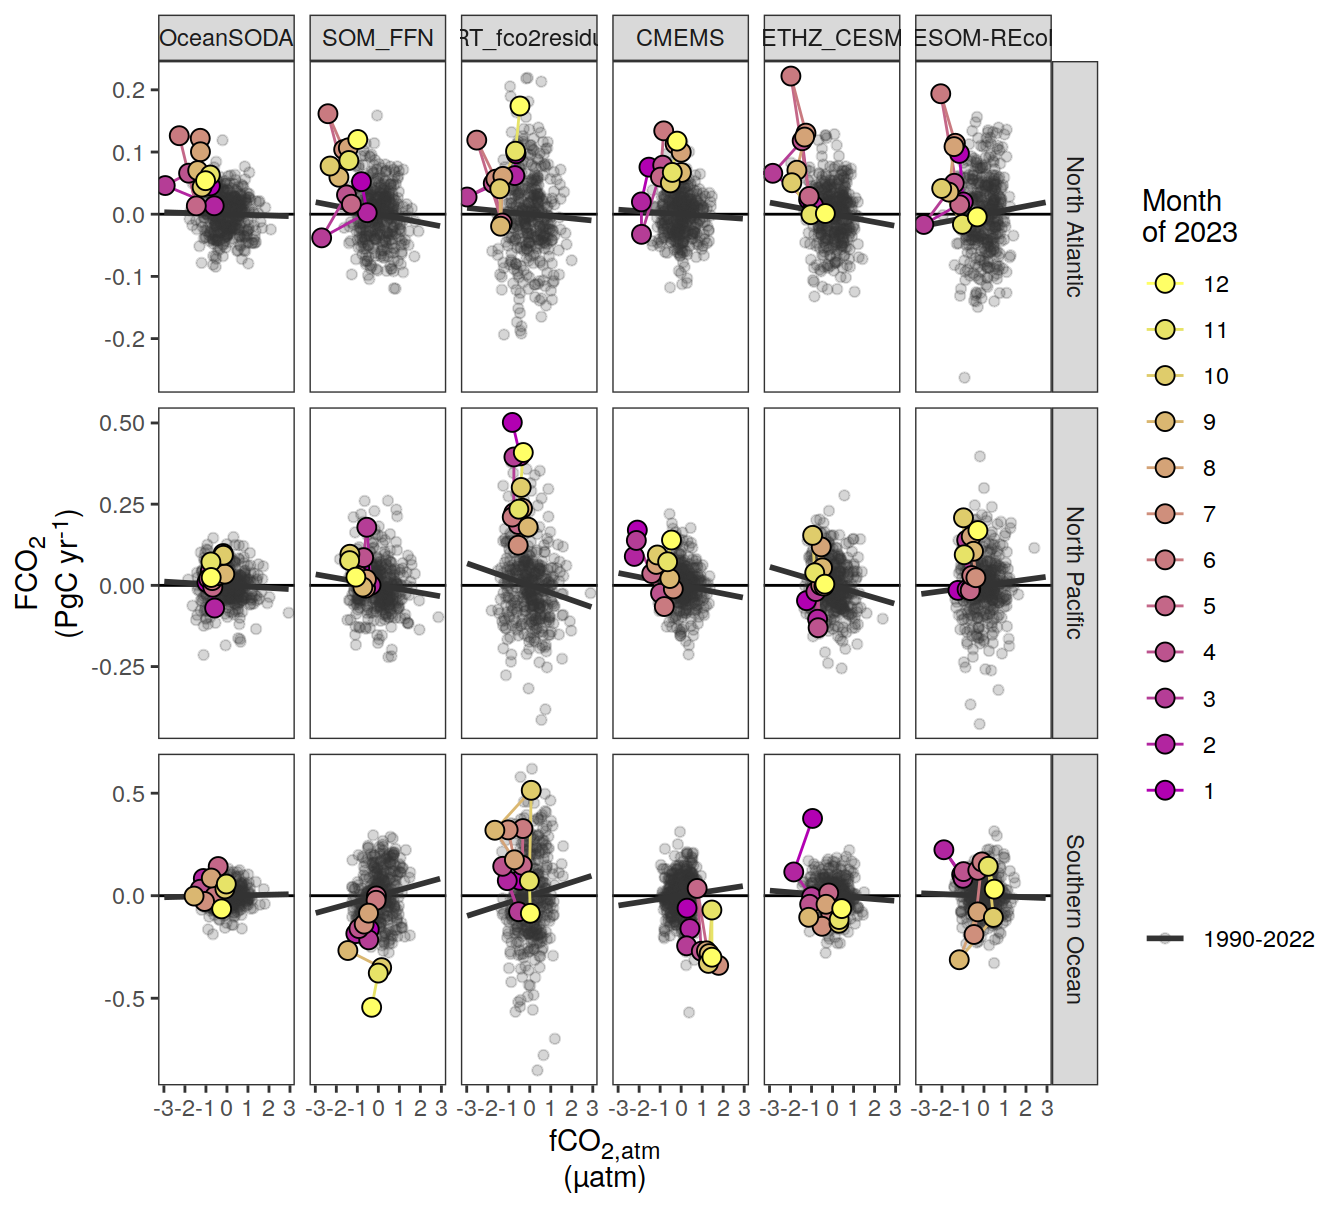 OceanSODA SOM_FFN RT_fco2residu CMEMS ETHZ_CESM ESOM-REcoM
0.2
0.1
0.0
-0.1
-0.2
North Atlantic
0.50
0.25
0.00
-0.25
North Pacific
0.5
0.0
-0.5
Southern Ocean
FCO2
(PgC yr-1)
-3 -2 -1 0 1 2 3 -3 -2 -1 0 1 2 3 -3 -2 -1 0 1 2 3 -3 -2 -1 0 1 2 3 -3 -2 -1 0 1 2 3 -3 -2 -1 0 1 2 3
fCO2,atm
(µatm)
Month
of 2023
12
11
10
9
8
7
6
5
4
3
2
1
1990-2022